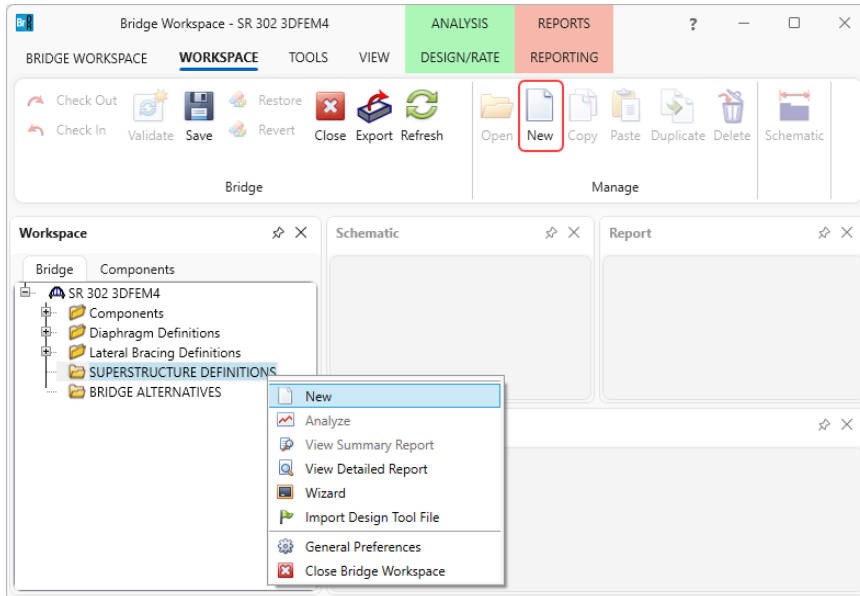 Br Bridge Workspace - SR 302 3DFEM4 ANALYSIS REPORTS ?
BRIDGE WORKSPACE WORKSPACE TOOLS VIEW DESIGN/RATE REPORTING
Check Out Restore
Check In Validate Save Revert Close Export Refresh Open New Copy Paste Duplicate Delete Schematic
Bridge Manage
Workspace Schematic Report
Bridge Components
SR 302 3DFEM4
Components
Diaphragm Definitions
Lateral Bracing Definitions
SUPERSTRUCTURE DEFINITIONS
BRIDGE ALTERNATIVES
New
Analyze
View Summary Report
View Detailed Report
Wizard
Import Design Tool File
General Preferences
Close Bridge Workspace